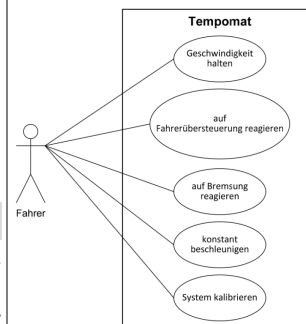 Tempomat
Geschwindigkeit
halten
auf
Fahrerübersteuerung reagieren
auf Bremsung
reagieren
Fahrer
konstant
beschleunigen
System kalibrieren